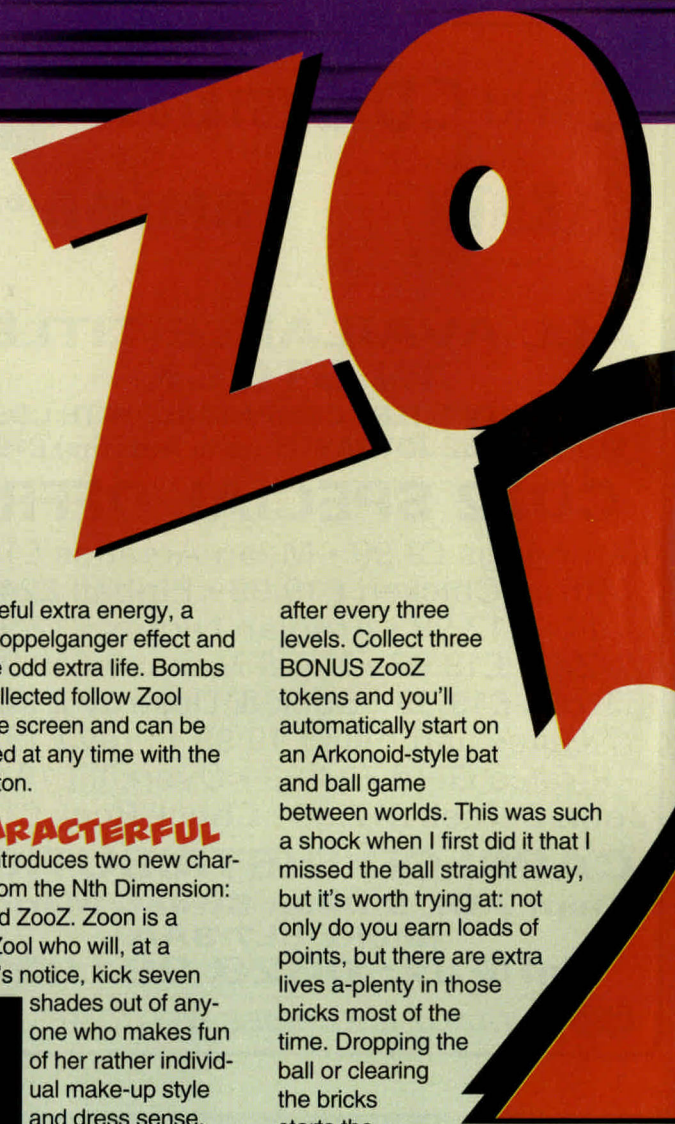 ZO
2
eful extra energy, a
oppelganger effect and
e odd extra life. Bombs
llected follow Zool
e screen and can be
ed at any time with the
ton.
ARACTERFUL
troduces two new char-
om the Nth Dimension:
d ZooZ. Zoon is a
Zool who will, at a
's notice, kick seven
shades out of any-
one who makes fun
of her rather individ-
ual make-up style
and dress sense.
after every three
levels. Collect three
BONUS ZooZ
tokens and you'll
automatically start on
an Arkonoid-style bat
and ball game
between worlds. This was such
a shock when I first did it that I
missed the ball straight away,
but it's worth trying at: not
only do you earn loads of
points, but there are extra
lives a-plenty in those
bricks most of the
time. Dropping the
ball or clearing
the bricks
starts the